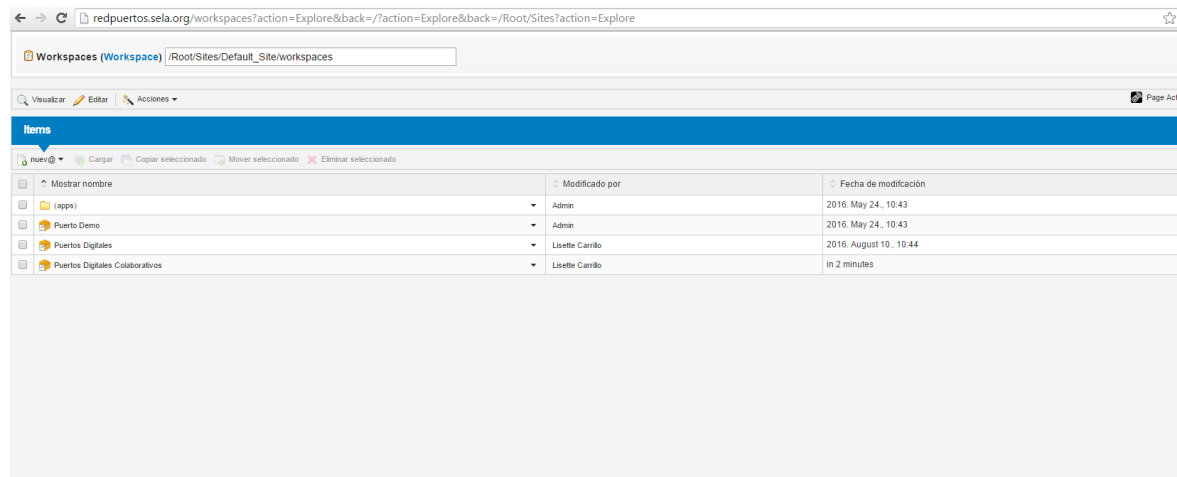 redpuertos.sela.org/workspaces?action=Explore&back=/?action=Explore&back=/Root/Sites?action=Explore
Workspaces (Workspace) /Root/Sites/Default_Site/workspaces
Visualizar Editar Acciones Page Act
Items
nuev@ Cargar Copiar seleccionado Mover seleccionado Eliminar seleccionado
Mostrar nombre Modificado por Fecha de modifcación
(apps) Admin 2016. May 24., 10:43
Puerto Demo Admin 2016. May 24., 10:43
Puertos Digitales Lisette Carrillo 2016. August 10., 10:44
Puertos Digitales Colaborativos Lisette Carrillo in 2 minutes